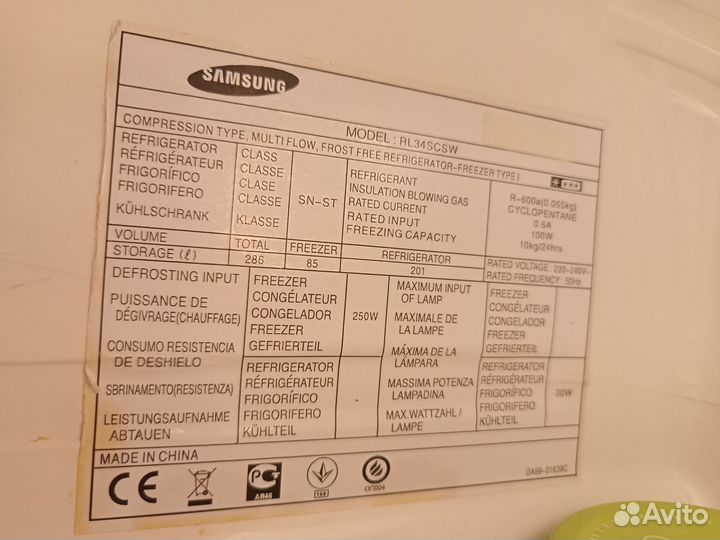 SAMSUNG
MODEL : RL34SCSW
COMPRESSION TYPE, MULTI FLOW, FROST FREE REFRIGERATOR-FREEZER TYPE I
REFRIGERATOR CLASS
RÉFRIGÉRATEUR CLASSE
FRIGORÍFICO CLASE
FRIGORIFERO CLASSE
KÜHLSCHRANK KLASSE
SN-ST
REFRIGERANT R-600a(0.055kg)
INSULATION BLOWING GAS CYCLOPENTANE
RATED CURRENT 0.6A
RATED INPUT 100W
FREEZING CAPACITY 10kg/24hrs
VOLUME TOTAL FREEZER REFRIGERATOR
STORAGE (ℓ) 286 85 201
RATED VOLTAGE : 220-240V~
RATED FREQUENCY : 50Hz
DEFROSTING INPUT
PUISSANCE DE
DÉGIVRAGE(CHAUFFAGE)
CONSUMO RESISTENCIA
DE DESHIELO
SBRINAMENTO(RESISTENZA)
LEISTUNGSAUFNAHME
ABTAUEN
FREEZER
CONGÉLATEUR
CONGELADOR
FREEZER
GEFRIERTEIL
250W
REFRIGERATOR
RÉFRIGÉRATEUR
FRIGORÍFICO
FRIGORIFERO
KÜHLTEIL
MAXIMUM INPUT
OF LAMP
MAXIMALE DE
LA LAMPE
MÁXIMA DE LA
LAMPARA
MASSIMA POTENZA
LAMPADINA
MAX.WATTZAHL /
LAMPE
FREEZER
CONGÉLATEUR
CONGELADOR
FREEZER
GEFRIERTEIL
REFRIGERATOR
RÉFRIGÉRATEUR
FRIGORÍFICO
FRIGORIFERO
KÜHLTEIL
30W
MADE IN CHINA
CE
РСТ
АЯ46
ОП004
DA99-01639C
Avito